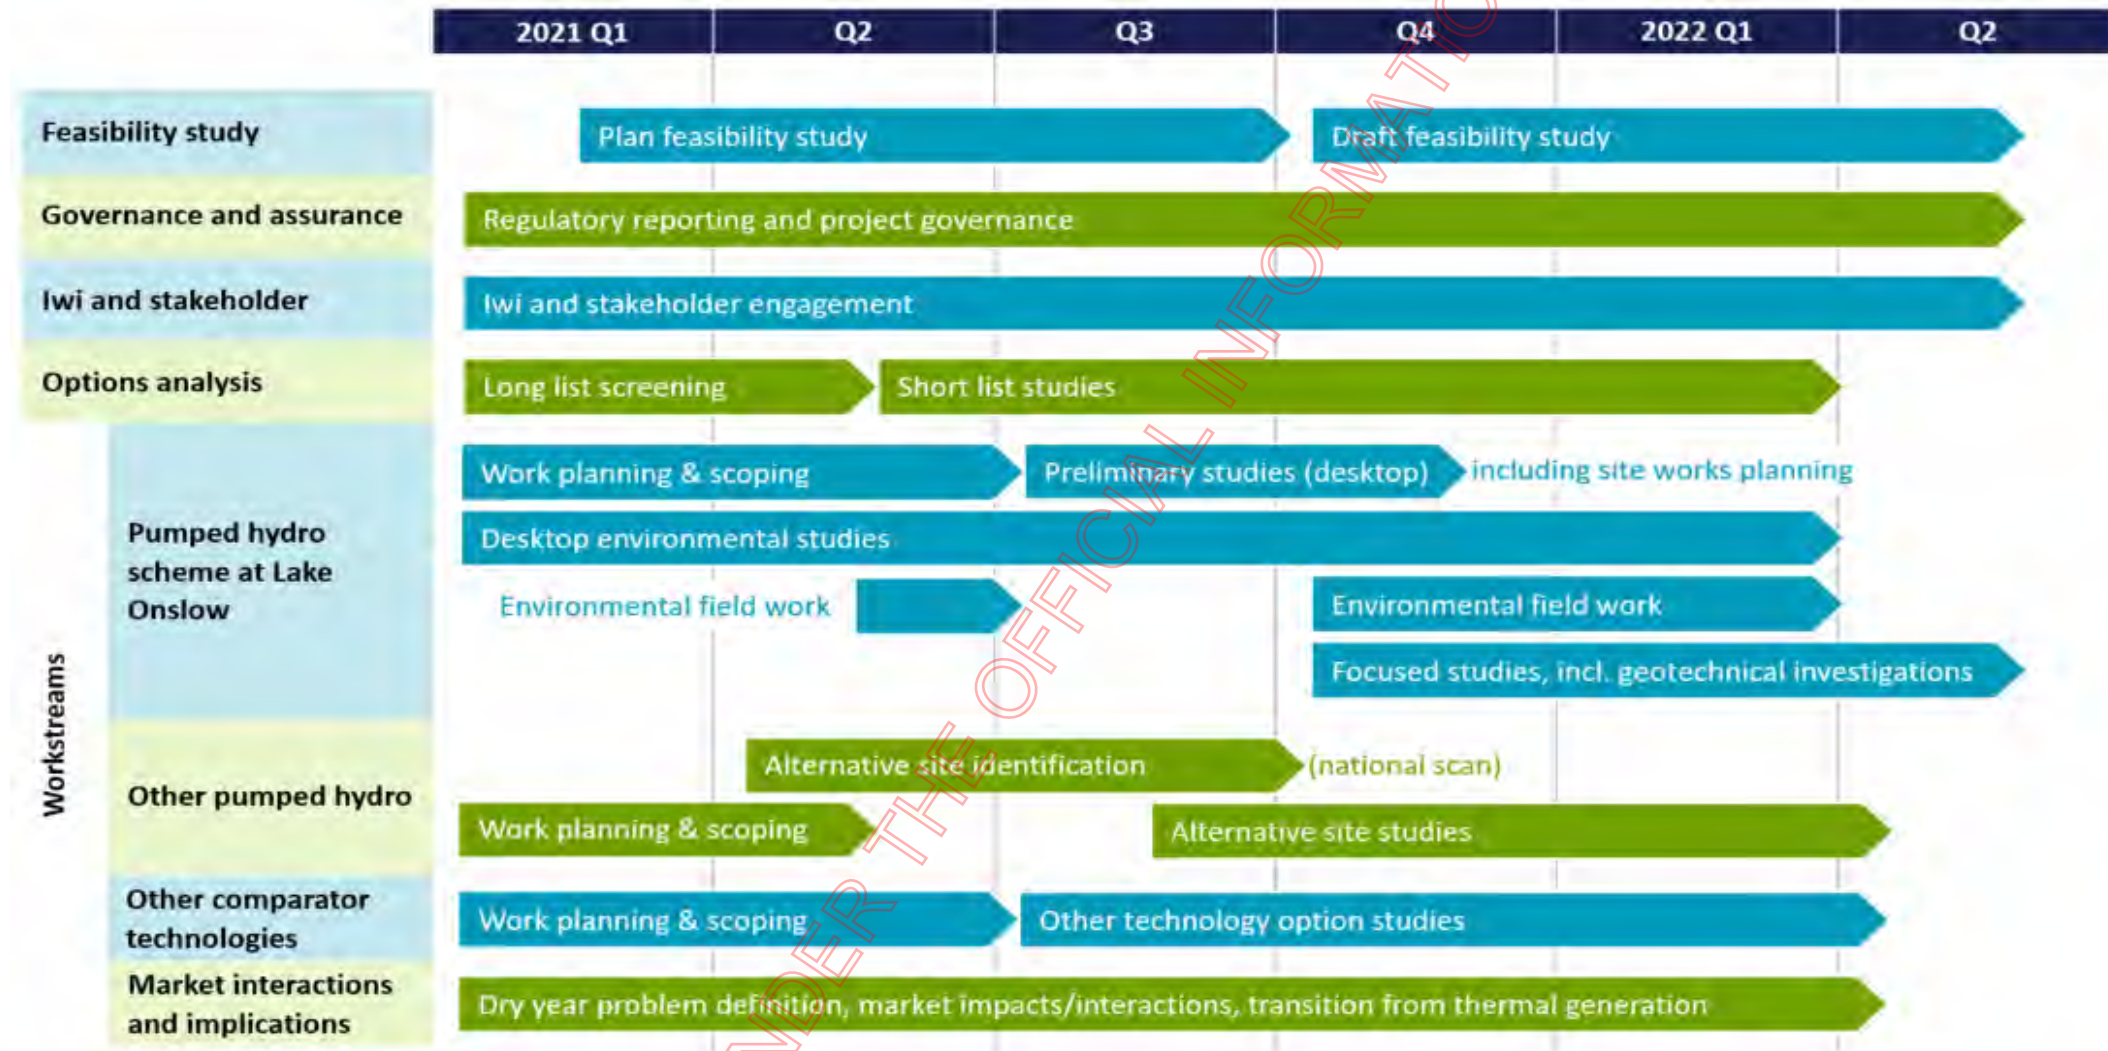 2021 Q1 Q2 Q3 Q4 2022 Q1 Q2
Feasibility study
Plan feasibility study
Draft feasibility study
Governance and assurance
Regulatory reporting and project governance
Iwi and stakeholder
Iwi and stakeholder engagement
Options analysis
Long list screening
Short list studies
Workstreams
Pumped hydro
scheme at Lake
Onslow
Work planning & scoping
Preliminary studies (desktop)
including site works planning
Desktop environmental studies
Environmental field work
Environmental field work
Focused studies, incl. geotechnical investigations
Other pumped hydro
Alternative site identification
(national scan)
Work planning & scoping
Alternative site studies
Other comparator
technologies
Work planning & scoping
Other technology option studies
Market interactions
and implications
Dry year problem definition, market impacts/interactions, transition from thermal generation
NDER THE OFFICIAL INFORMATIO